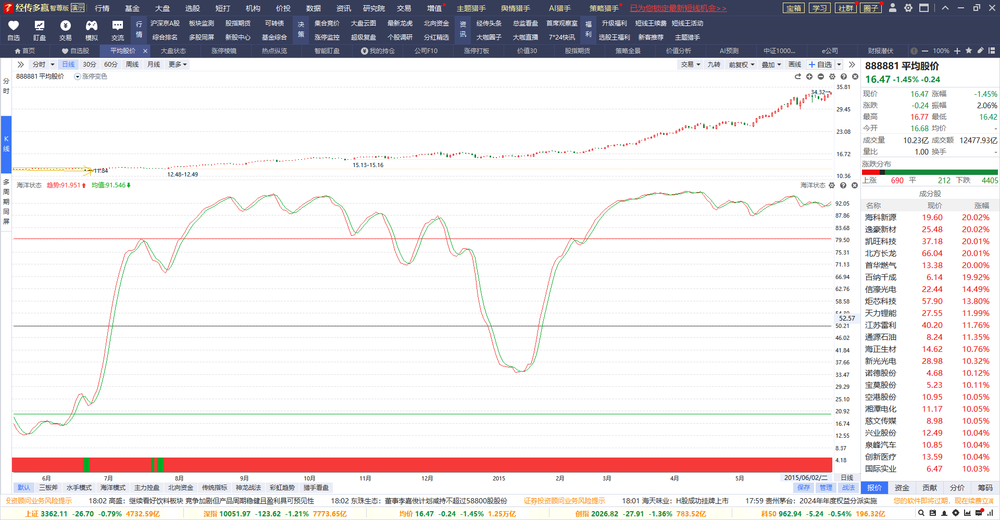 经传多赢 智尊版 演示 行情 基金 大盘 选股 短打 机构 价投 数据 资讯 研究院 交易 增值 主题猎手 舆情猎手 AI猎手 策略猎手 已为您锁定最新短线机会>> 宝箱 学习 社群 圈子
自选 盯盘 交易 模拟 交流
行情 沪深京A股 板块监测 股指期货 可转债 决策 集合竞价 大盘云图 最新龙虎 北向资金 资讯 经传头条 总监看盘 首席观察室 福利 升级福利 短线王续费 短线王活动
综合排名 多股同屏 新股中心 基金综合 涨停监控 超级复盘 个股调研 分红精选 大咖圈子 大咖直播 7*24快讯 选股王福利 新客推荐 主题猎手
首页 自选股 平均股价 × 大盘状态 涨停棱镜 热点纵览 智能盯盘 我的持仓 公司F10 涨停打板 价值30 股指期货 策略全景 价值分析 AI预测 中证1000... e公司 财报潜伏 100%
分时 日线 30分 60分 周线 月线 更多 交易 九转 前复权 叠加 画线 +自选
分时
K线
多周期同屏
888881 平均股价 涨停变色
35.81
29.45
23.08
16.72
10.36
34.32
11.84
12.48-12.49
15.13-15.16
海洋状态 趋势:91.951 均值:91.546 海洋状态
92.05
87.86
83.68
79.50
75.31
71.13
66.94
62.76
58.58
52.57
50.21
46.02
41.84
37.66
33.47
29.29
25.10
20.92
16.74
12.55
8.37
4.18
6月 7月 8月 9月 10月 11月 12月 2015 2月 3月 4月 5月 2015/06/02/二 日线
默认 三板斧 水手模式 海洋模式 主力控盘 北向资金 传统指标 神龙战法 彩虹趋势 猎手看盘 保存 管理 战法
888881 平均股价
16.47 -1.45% -0.24
现价 16.47 涨幅 -1.45%
涨跌 -0.24 振幅 2.06%
最高 16.77 最低 16.42
今开 16.68 均价 -
成交量 10.23亿 成交额 12477.93亿
量比 1.00 换手 -
涨跌分布
上涨 690 平 212 下跌 4405
成分股
名称 现价 涨幅
海科新源 19.60 20.02%
逸豪新材 25.48 20.02%
凯旺科技 37.18 20.01%
北方长龙 66.04 20.01%
首华燃气 13.38 20.00%
百纳千成 6.14 19.92%
信濠光电 22.44 14.49%
炬芯科技 57.90 13.80%
天力锂能 27.55 11.99%
江苏雷利 40.20 11.76%
通源石油 8.24 11.35%
海正生材 14.62 10.76%
新光光电 28.98 10.32%
诺德股份 4.68 10.12%
宝莫股份 5.23 10.11%
空港股份 10.95 10.05%
湘潭电化 11.17 10.05%
慈文传媒 8.98 10.05%
兴业股份 12.49 10.04%
泉峰汽车 10.85 10.04%
创新医疗 13.59 10.04%
国际实业 6.47 10.03%
报价 资金 贡献 分价 筹码
投资顾问业务风险提示 18:02 高盛：继续看好饮料板块 竞争加剧但产品周期稳健且盈利具可预见性 18:02 东珠生态：董事李嘉俊计划减持不超过58800股股份 证券投资顾问业务风险提示 18:01 海天味业：H股成功挂牌上市 17:59 贵州茅台：2024年年度权益分派实施 您的软件即将过期，现在续费立减
上证 3362.11 -26.70 -0.79% 4732.59亿 深指 10051.97 -123.62 -1.21% 7773.65亿 均价 16.47 -0.24 -1.45% 1.25万亿 创指 2026.82 -27.91 -1.36% 783.52亿 科50 962.94 -5.24 -0.54% 196.32亿